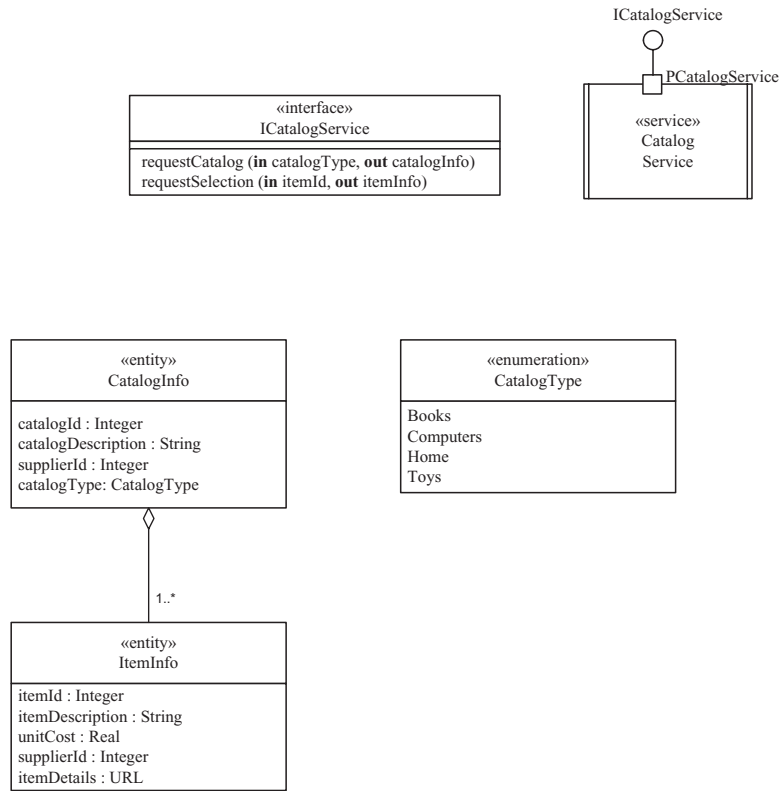 ICatalogService
PCatalogService
«interface»
ICatalogService
requestCatalog (in catalogType, out catalogInfo)
requestSelection (in itemId, out itemInfo)
«service»
Catalog
Service
«entity»
CatalogInfo
catalogId : Integer
catalogDescription : String
supplierId : Integer
catalogType: CatalogType
«enumeration»
CatalogType
Books
Computers
Home
Toys
1..*
«entity»
ItemInfo
itemId : Integer
itemDescription : String
unitCost : Real
supplierId : Integer
itemDetails : URL